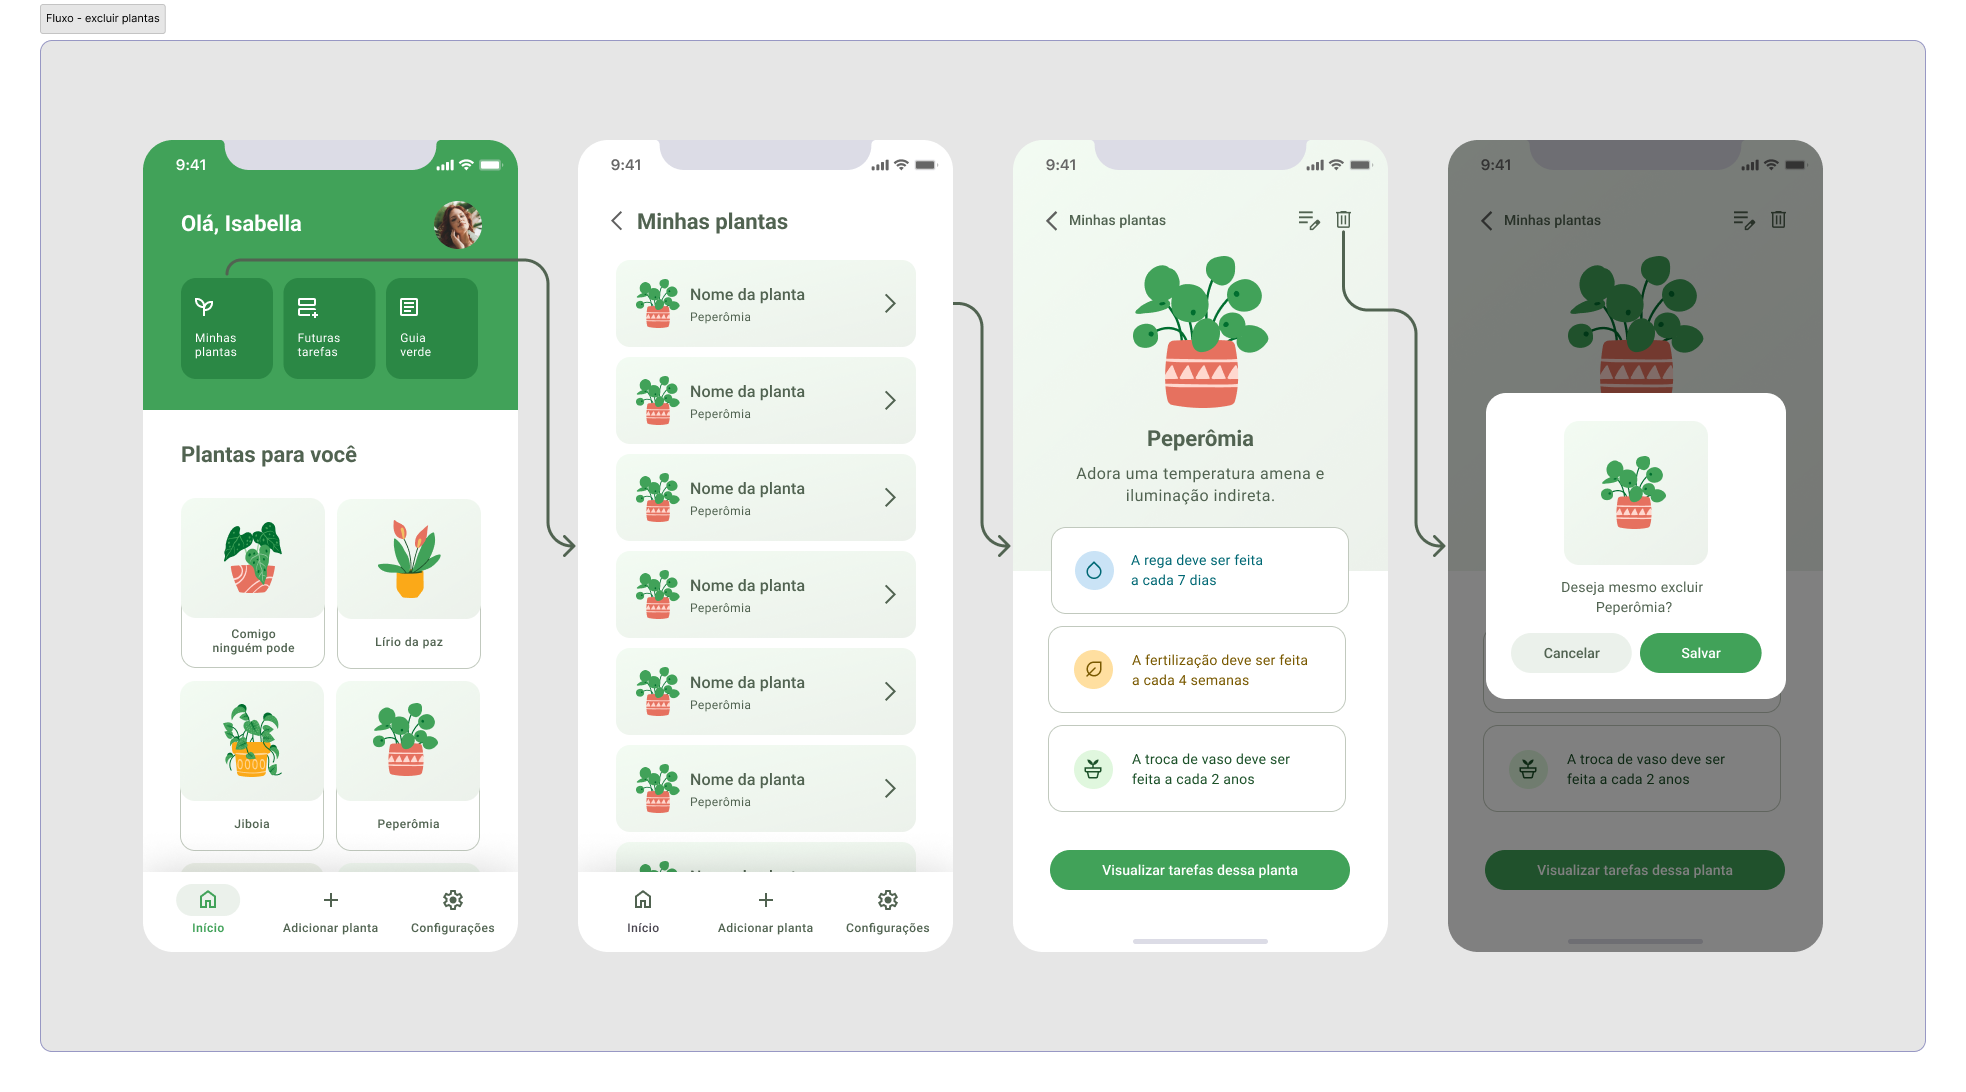 Fluxo - excluir plantas
9:41
Olá, Isabella
Minhas
plantas
Futuras
tarefas
Guia
verde
Plantas para você
Comigo
ninguém pode
Lírio da paz
Jiboia
Peperômia
Início
Adicionar planta
Configurações
9:41
Minhas plantas
Nome da planta
Peperômia
Nome da planta
Peperômia
Nome da planta
Peperômia
Nome da planta
Peperômia
Nome da planta
Peperômia
Nome da planta
Peperômia
Início
Adicionar planta
Configurações
9:41
Minhas plantas
Peperômia
Adora uma temperatura amena e
iluminação indireta.
A rega deve ser feita
a cada 7 dias
A fertilização deve ser feita
a cada 4 semanas
A troca de vaso deve ser
feita a cada 2 anos
Visualizar tarefas dessa planta
9:41
Minhas plantas
Deseja mesmo excluir
Peperômia?
Cancelar
Salvar
A troca de vaso deve ser
feita a cada 2 anos
Visualizar tarefas dessa planta